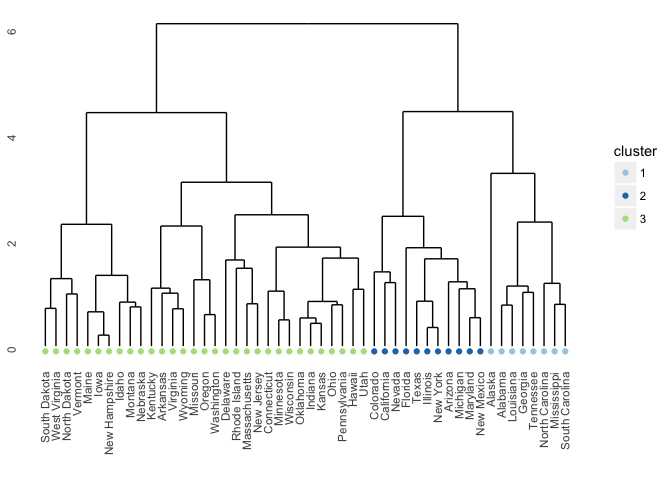 6
4
2
0
cluster
1
2
3
South Dakota
West Virginia
North Dakota
Vermont
Maine
Iowa
New Hampshire
Idaho
Montana
Nebraska
Kentucky
Arkansas
Virginia
Wyoming
Missouri
Oregon
Washington
Delaware
Rhode Island
Massachusetts
New Jersey
Connecticut
Minnesota
Wisconsin
Oklahoma
Indiana
Kansas
Ohio
Pennsylvania
Hawaii
Utah
Colorado
California
Nevada
Florida
Texas
Illinois
New York
Arizona
Michigan
Maryland
New Mexico
Alaska
Alabama
Louisiana
Georgia
Tennessee
North Carolina
Mississippi
South Carolina